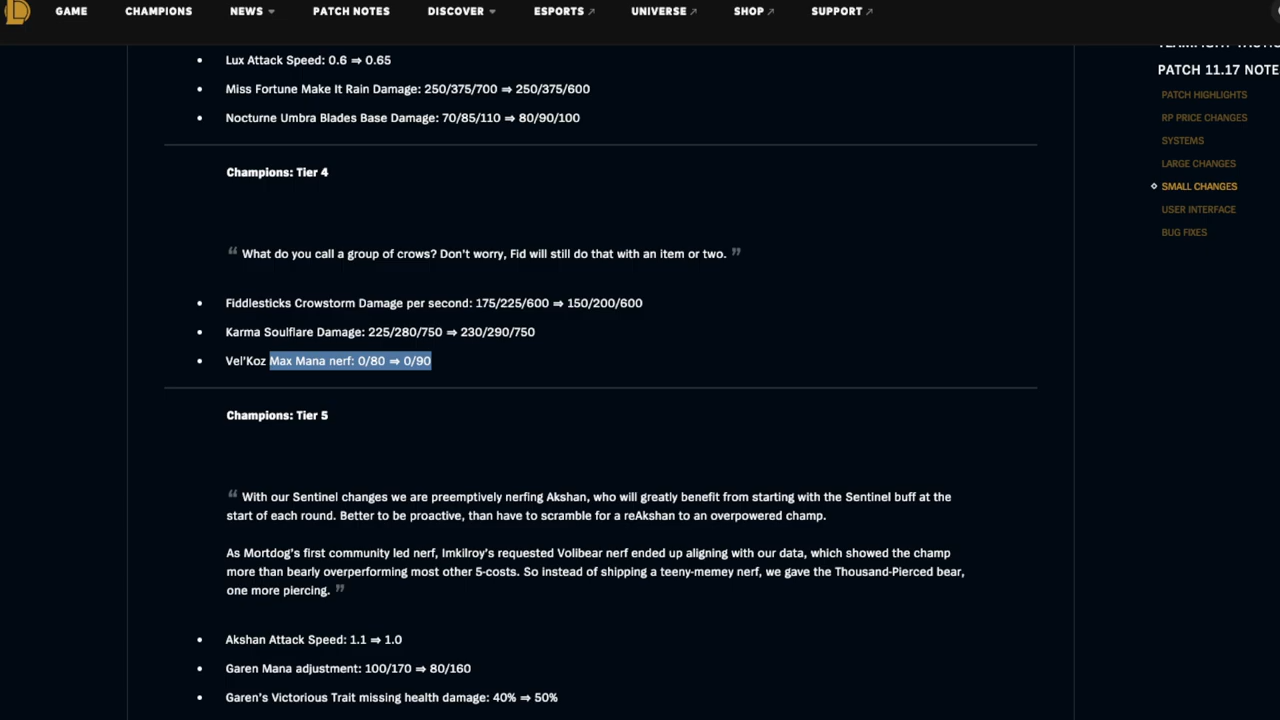 GAME CHAMPIONS NEWS PATCH NOTES DISCOVER ESPORTS UNIVERSE SHOP SUPPORT
• Lux Attack Speed: 0.6 ⇒ 0.65
• Miss Fortune Make It Rain Damage: 250/375/700 ⇒ 250/375/600
• Nocturne Umbra Blades Base Damage: 70/85/110 ⇒ 80/90/100
Champions: Tier 4
“ What do you call a group of crows? Don't worry, Fid will still do that with an item or two. ”
• Fiddlesticks Crowstorm Damage per second: 175/225/600 ⇒ 150/200/600
• Karma Soulflare Damage: 225/280/750 ⇒ 230/290/750
• Vel'Koz Max Mana nerf: 0/80 ⇒ 0/90
Champions: Tier 5
“ With our Sentinel changes we are preemptively nerfing Akshan, who will greatly benefit from starting with the Sentinel buff at the
start of each round. Better to be proactive, than have to scramble for a reAkshan to an overpowered champ.
As Mortdog's first community led nerf, Imkilroy's requested Volibear nerf ended up aligning with our data, which showed the champ
more than bearly overperforming most other 5-costs. So instead of shipping a teeny-memey nerf, we gave the Thousand-Pierced bear,
one more piercing. ”
• Akshan Attack Speed: 1.1 ⇒ 1.0
• Garen Mana adjustment: 100/170 ⇒ 80/160
• Garen's Victorious Trait missing health damage: 40% ⇒ 50%
PATCH 11.17 NOTE
PATCH HIGHLIGHTS
RP PRICE CHANGES
SYSTEMS
LARGE CHANGES
SMALL CHANGES
USER INTERFACE
BUG FIXES